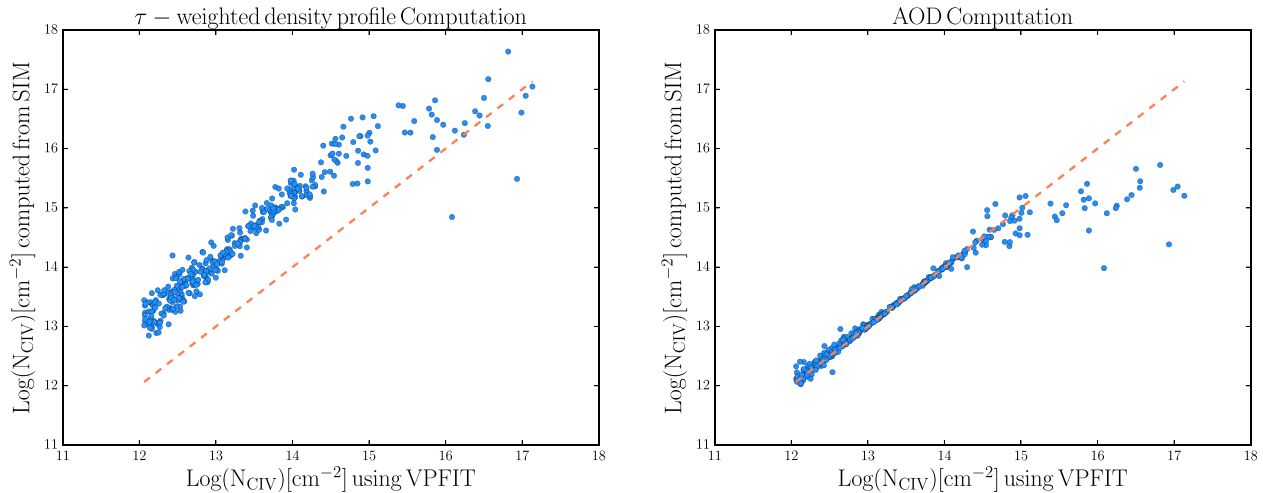 τ − weighted density profile Computation
18
17
16
15
14
13
12
11
11 12 13 14 15 16 17 18
Log(N_CIV)[cm⁻²] computed from SIM
Log(N_CIV)[cm⁻²] using VPFIT
AOD Computation
18
17
16
15
14
13
12
11
11 12 13 14 15 16 17 18
Log(N_CIV)[cm⁻²] computed from SIM
Log(N_CIV)[cm⁻²] using VPFIT